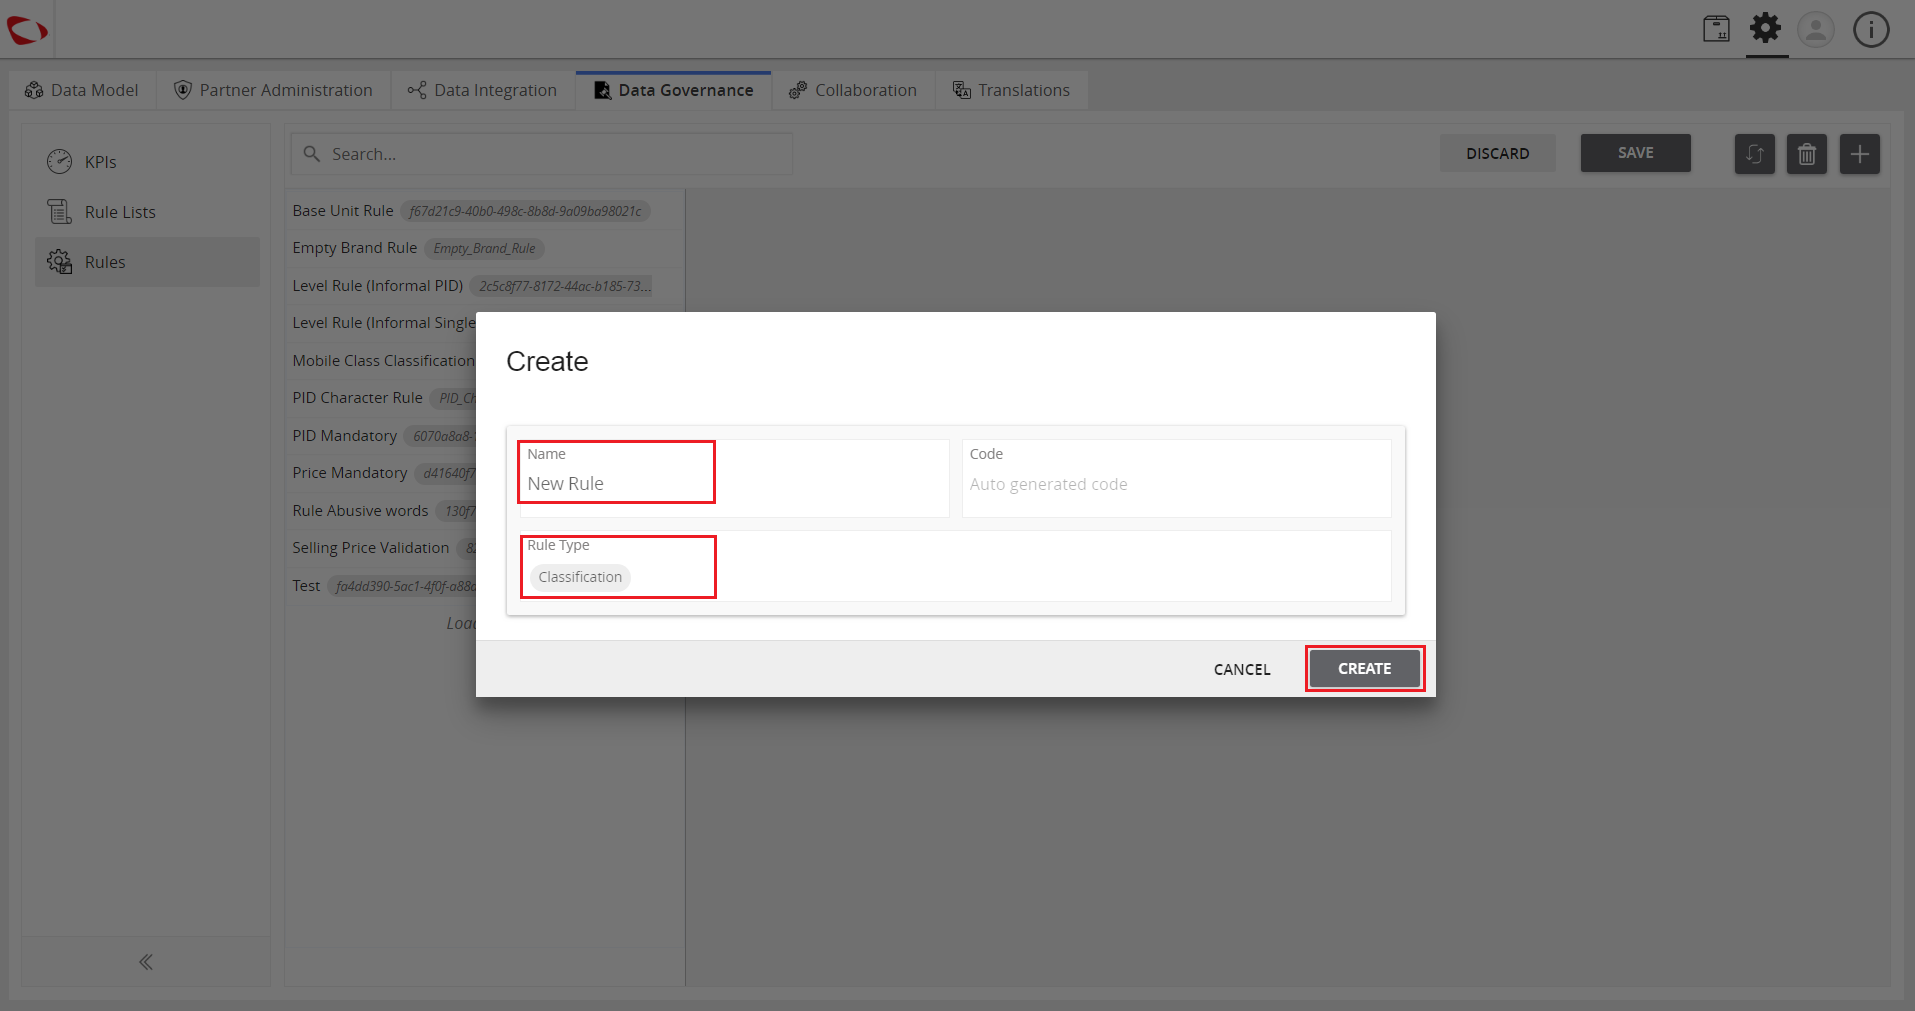 Data Model
Partner Administration
Data Integration
Data Governance
Collaboration
Translations
KPIs
Rule Lists
Rules
Search...
DISCARD
SAVE
Base Unit Rule f67d21c9-40b0-498c-8b8d-9a09ba98021c
Empty Brand Rule Empty_Brand_Rule
Level Rule (Informal PID) 2c5c8f77-8172-44ac-b185-73...
Level Rule (Informal Single
Mobile Class Classification
PID Character Rule PID_Ch
PID Mandatory 6070a8a8-
Price Mandatory d41640f7
Rule Abusive words 130f7
Selling Price Validation 82
Test fa4dd390-5ac1-4f0f-a88d
Load
Create
Name
New Rule
Code
Auto generated code
Rule Type
Classification
CANCEL
CREATE